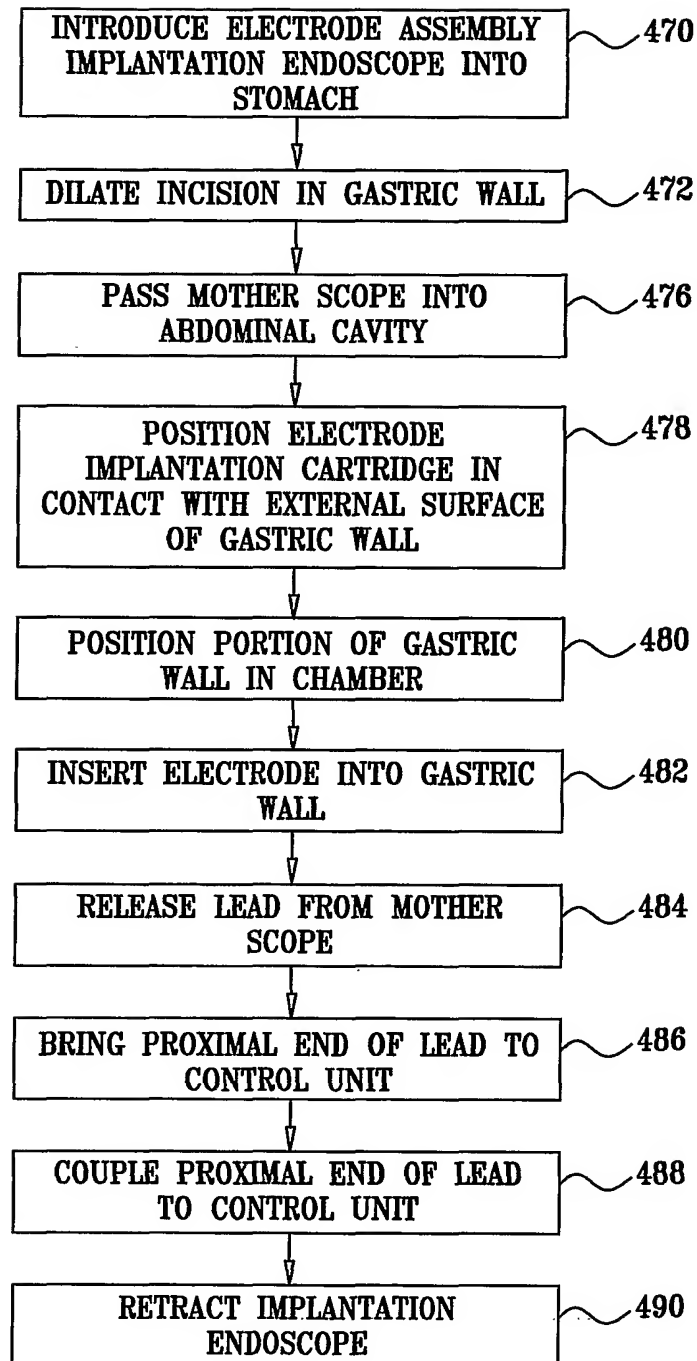 INTRODUCE ELECTRODE ASSEMBLY
IMPLANTATION ENDOSCOPE INTO
STOMACH
470
DILATE INCISION IN GASTRIC WALL
472
PASS MOTHER SCOPE INTO
ABDOMINAL CAVITY
476
POSITION ELECTRODE
IMPLANTATION CARTRIDGE IN
CONTACT WITH EXTERNAL SURFACE
OF GASTRIC WALL
478
POSITION PORTION OF GASTRIC
WALL IN CHAMBER
480
INSERT ELECTRODE INTO GASTRIC
WALL
482
RELEASE LEAD FROM MOTHER
SCOPE
484
BRING PROXIMAL END OF LEAD TO
CONTROL UNIT
486
COUPLE PROXIMAL END OF LEAD
TO CONTROL UNIT
488
RETRACT IMPLANTATION
ENDOSCOPE
490